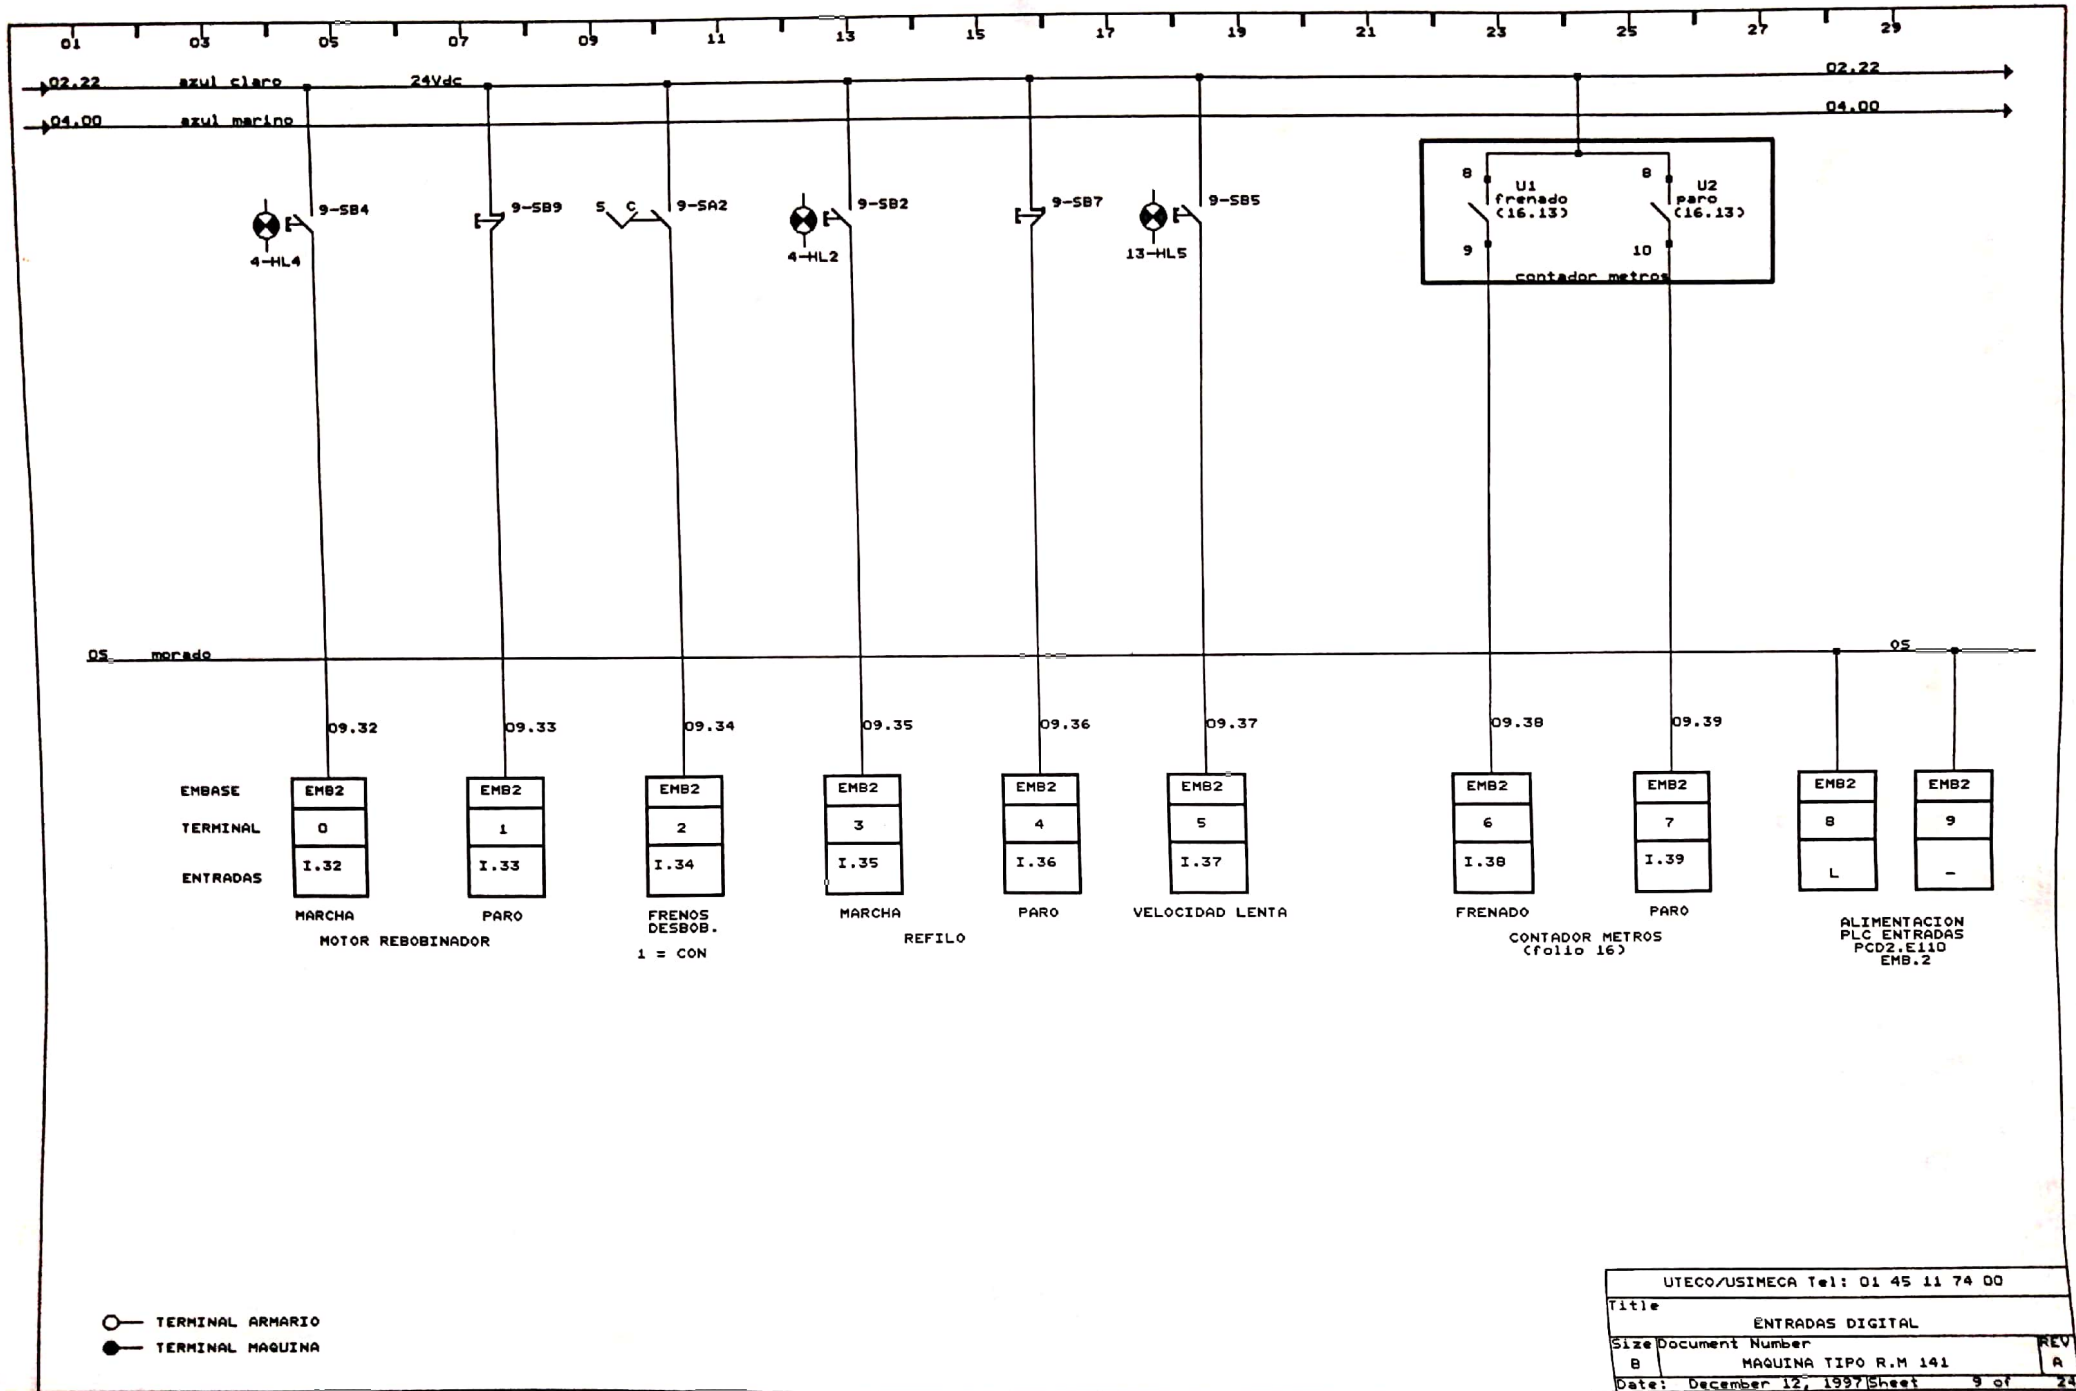 01 03 05 07 09 11 13 15 17 19 21 23 25 27 29
02.22 azul claro 24Vdc 02.22
04.00 azul marino 04.00
8 U1 frenado (16.13) 9
8 U2 paro (16.13) 10
contador metros
9-SB4 9-SB9 S C 9-SA2 9-SB2 9-SB7 9-SB5
4-HL4 4-HL2 13-HL5
0S morado 0S
09.32 09.33 09.34 09.35 09.36 09.37 09.38 09.39
EMBASE EMB2 EMB2 EMB2 EMB2 EMB2 EMB2 EMB2 EMB2 EMB2 EMB2
TERMINAL 0 1 2 3 4 5 6 7 8 9
ENTRADAS I.32 I.33 I.34 I.35 I.36 I.37 I.38 I.39 L -
MARCHA PARO
MOTOR REBOBINADOR
FRENOS
DESBOB.
1 = CON
MARCHA PARO
REFILO
VELOCIDAD LENTA
FRENADO PARO
CONTADOR METROS
(folio 16)
ALIMENTACION
PLC ENTRADAS
PCD2.E110
EMB.2
TERMINAL ARMARIO
TERMINAL MAQUINA
UTECO/USIMECA Tel: 01 45 11 74 00
Title
ENTRADAS DIGITAL
Size Document Number REV
B MAQUINA TIPO R.M 141 A
Date: December 12, 1997 Sheet 9 of 24